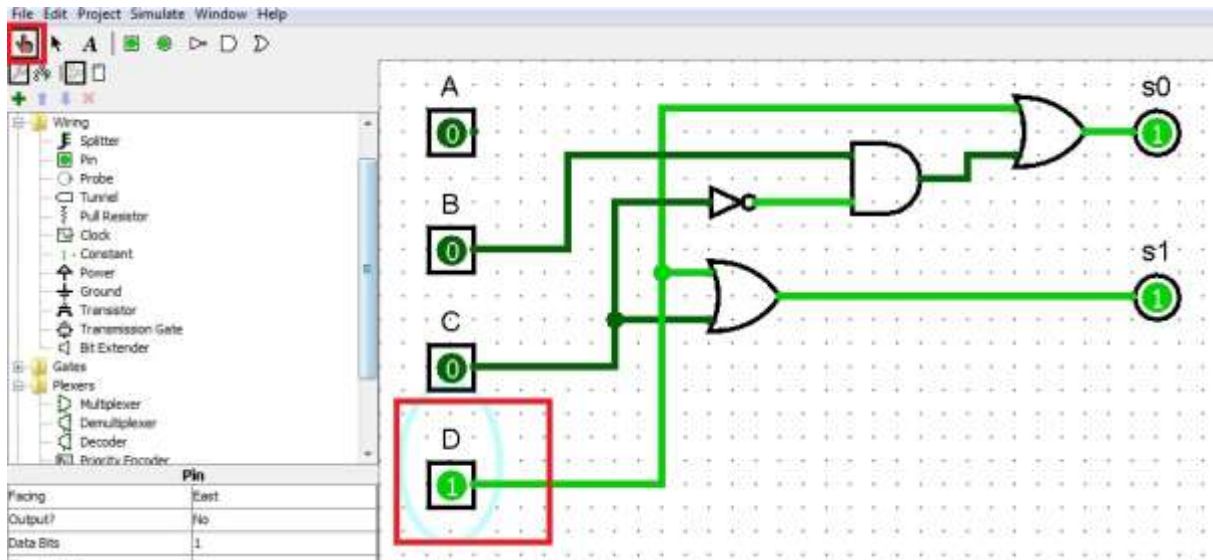 File Edit Project Simulate Window Help
A
Wiring
Splitter
Pin
Probe
Tunnel
Pull Resistor
Clock
1 - Constant
Power
Ground
Transistor
Transmission Gate
Bit Extender
Gates
Plexers
Multiplexer
Demultiplexer
Decoder
Priority Encoder
Pin
Facing East
Output? No
Data Bits 1
A
0
B
0
C
0
D
1
s0
1
s1
1